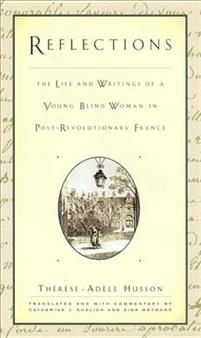 REFLECTIONS
THE LIFE AND WRITINGS OF A
YOUNG BLIND WOMAN IN
POST-REVOLUTIONARY FRANCE
THÉRÈSE-ADÈLE HUSSON
TRANSLATED AND WITH COMMENTARY BY
CATHERINE J. KUDLICK AND ZINA WEYGAND